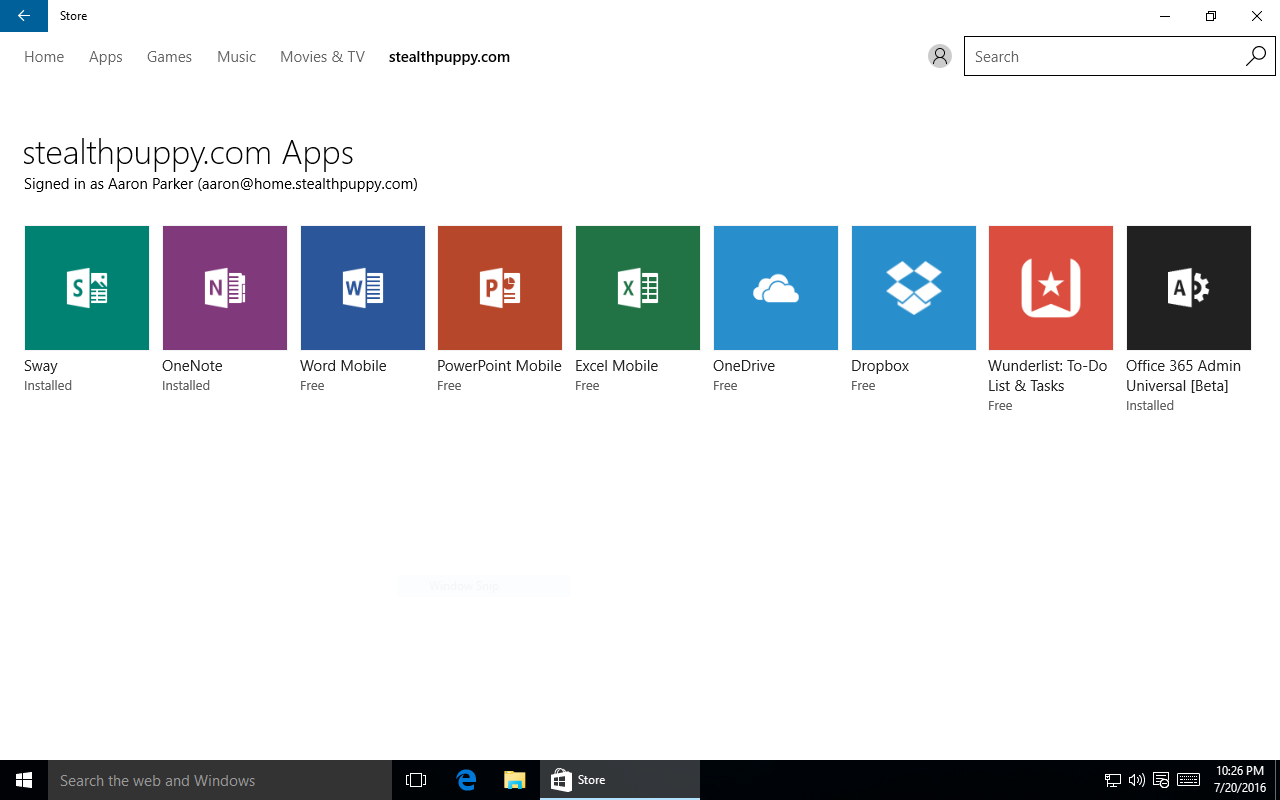 Store
Home Apps Games Music Movies & TV stealthpuppy.com
Search
stealthpuppy.com Apps
Signed in as Aaron Parker (aaron@home.stealthpuppy.com)
S N W P X A
Sway OneNote Word Mobile PowerPoint Mobile Excel Mobile OneDrive Dropbox Wunderlist: To-Do Office 365 Admin
Installed Installed Free Free Free Free Free List & Tasks Universal [Beta]
Free Installed
Window Snip
Search the web and Windows
Store
10:26 PM
7/20/2016